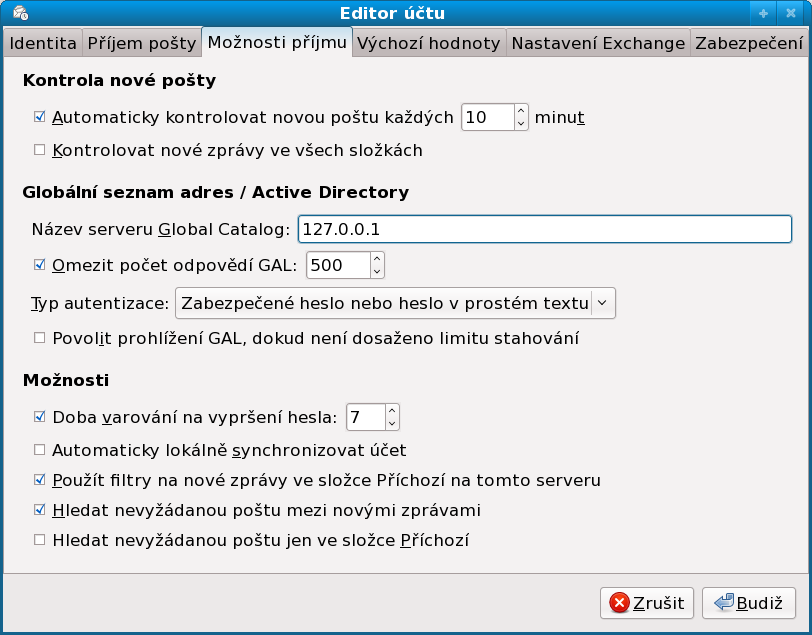 Editor účtu
Identita Příjem pošty Možnosti příjmu Výchozí hodnoty Nastavení Exchange Zabezpečení
Kontrola nové pošty
Automaticky kontrolovat novou poštu každých 10 minut
Kontrolovat nové zprávy ve všech složkách
Globální seznam adres / Active Directory
Název serveru Global Catalog: 127.0.0.1
Omezit počet odpovědí GAL: 500
Typ autentizace: Zabezpečené heslo nebo heslo v prostém textu
Povolit prohlížení GAL, dokud není dosaženo limitu stahování
Možnosti
Doba varování na vypršení hesla: 7
Automaticky lokálně synchronizovat účet
Použít filtry na nové zprávy ve složce Příchozí na tomto serveru
Hledat nevyžádanou poštu mezi novými zprávami
Hledat nevyžádanou poštu jen ve složce Příchozí
Zrušit Budiž